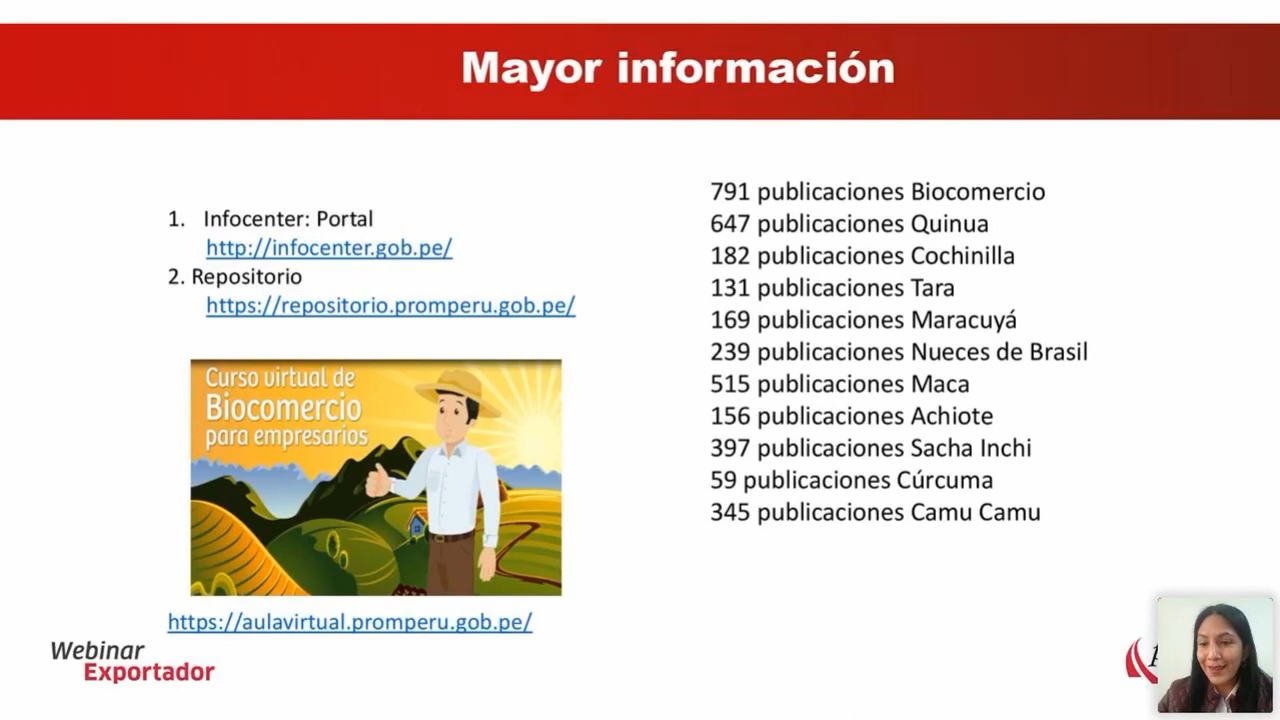 Mayor información
1. Infocenter: Portal
http://infocenter.gob.pe/
2. Repositorio
https://repositorio.promperu.gob.pe/
Curso virtual de
Biocomercio
para empresarios
https://aulavirtual.promperu.gob.pe/
791 publicaciones Biocomercio
647 publicaciones Quinua
182 publicaciones Cochinilla
131 publicaciones Tara
169 publicaciones Maracuyá
239 publicaciones Nueces de Brasil
515 publicaciones Maca
156 publicaciones Achiote
397 publicaciones Sacha Inchi
59 publicaciones Cúrcuma
345 publicaciones Camu Camu
Webinar
Exportador